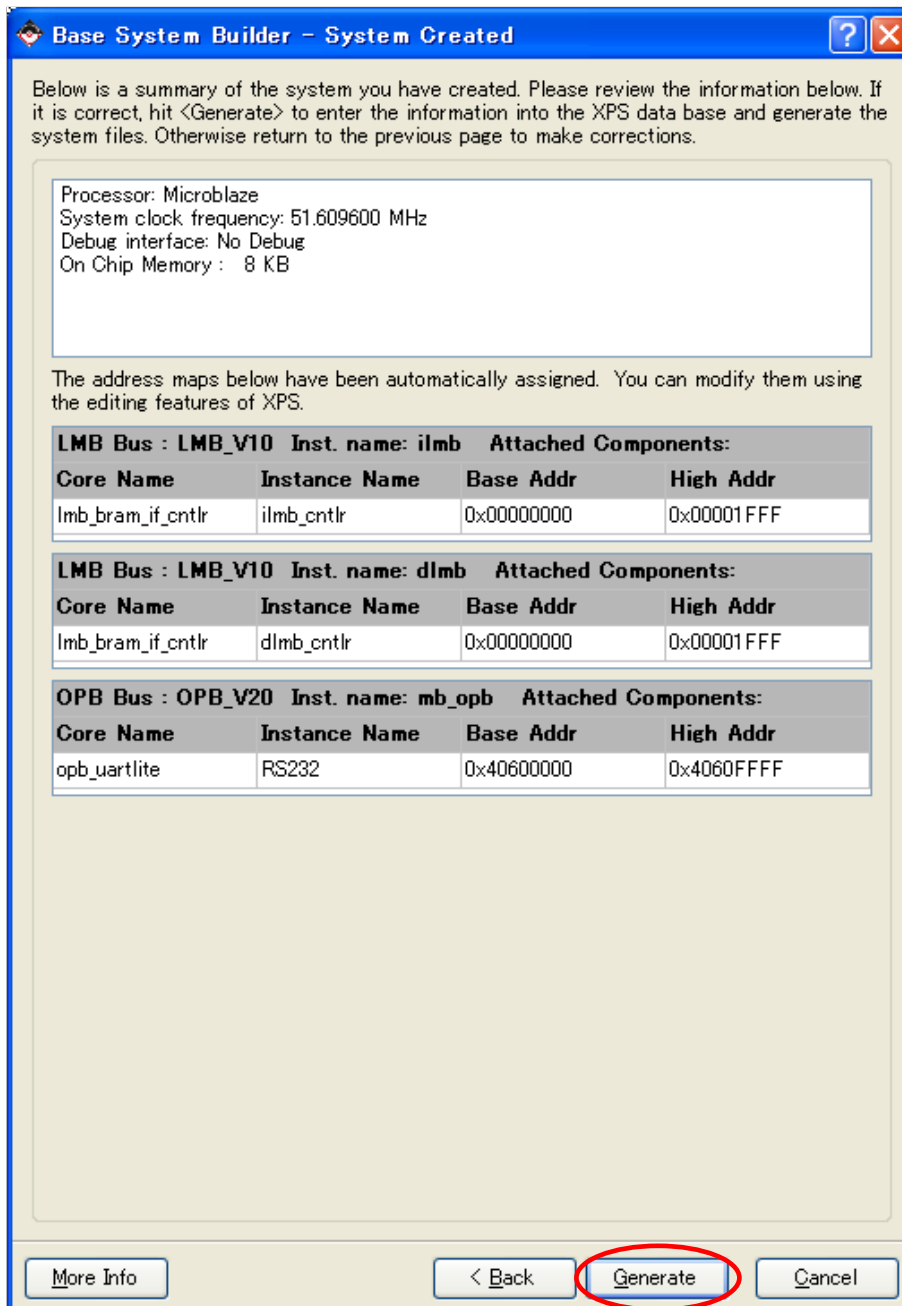 Base System Builder - System Created
Below is a summary of the system you have created. Please review the information below. If
it is correct, hit <Generate> to enter the information into the XPS data base and generate the
system files. Otherwise return to the previous page to make corrections.
Processor: Microblaze
System clock frequency: 51.609600 MHz
Debug interface: No Debug
On Chip Memory :   8 KB
The address maps below have been automatically assigned.  You can modify them using
the editing features of XPS.
LMB Bus : LMB_V10  Inst. name: ilmb    Attached Components:
Core Name Instance Name Base Addr High Addr
lmb_bram_if_cntlr ilmb_cntlr 0x00000000 0x00001FFF
LMB Bus : LMB_V10  Inst. name: dlmb    Attached Components:
Core Name Instance Name Base Addr High Addr
lmb_bram_if_cntlr dlmb_cntlr 0x00000000 0x00001FFF
OPB Bus : OPB_V20  Inst. name: mb_opb    Attached Components:
Core Name Instance Name Base Addr High Addr
opb_uartlite RS232 0x40600000 0x4060FFFF
More Info < Back Generate Cancel